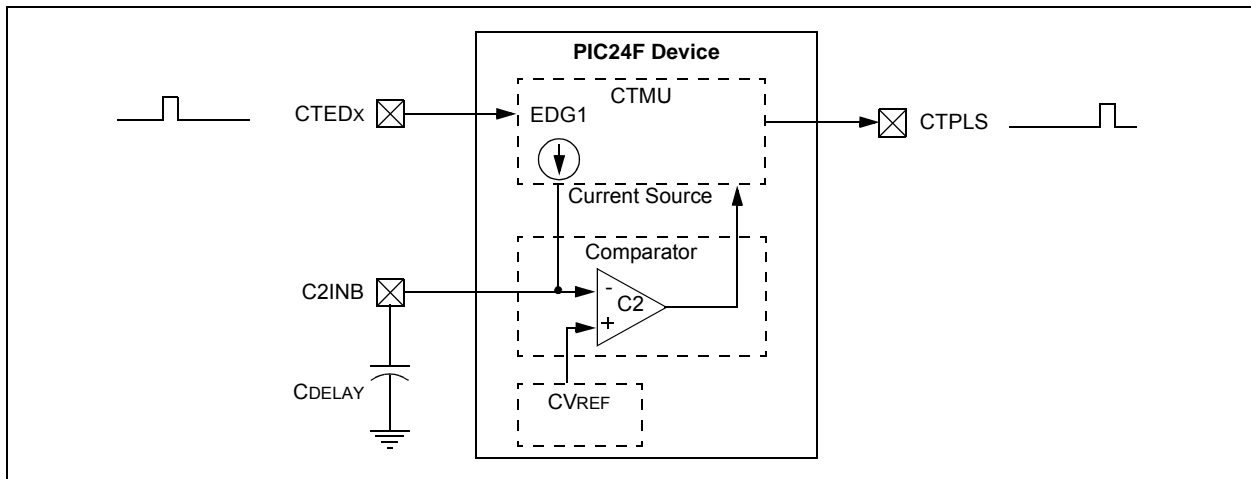 PIC24F Device
CTMU
CTEDX
EDG1
CTPLS
Current Source
Comparator
C2INB
-
C2
+
CDELAY
CVREF